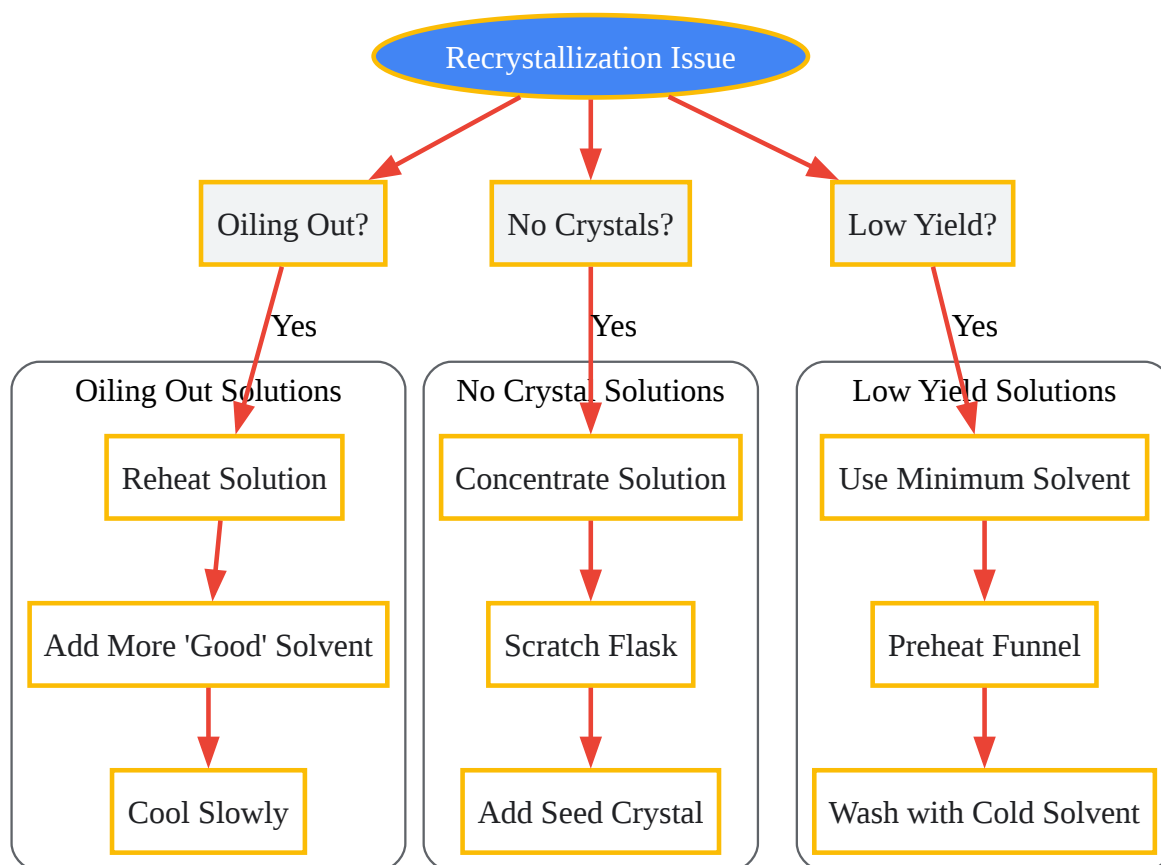 Recrystallization Issue
Oiling Out?
No Crystals?
Low Yield?
Yes
Yes
Yes
Oiling Out Solutions
No Crystal Solutions
Low Yield Solutions
Reheat Solution
Concentrate Solution
Use Minimum Solvent
Add More 'Good' Solvent
Scratch Flask
Preheat Funnel
Cool Slowly
Add Seed Crystal
Wash with Cold Solvent